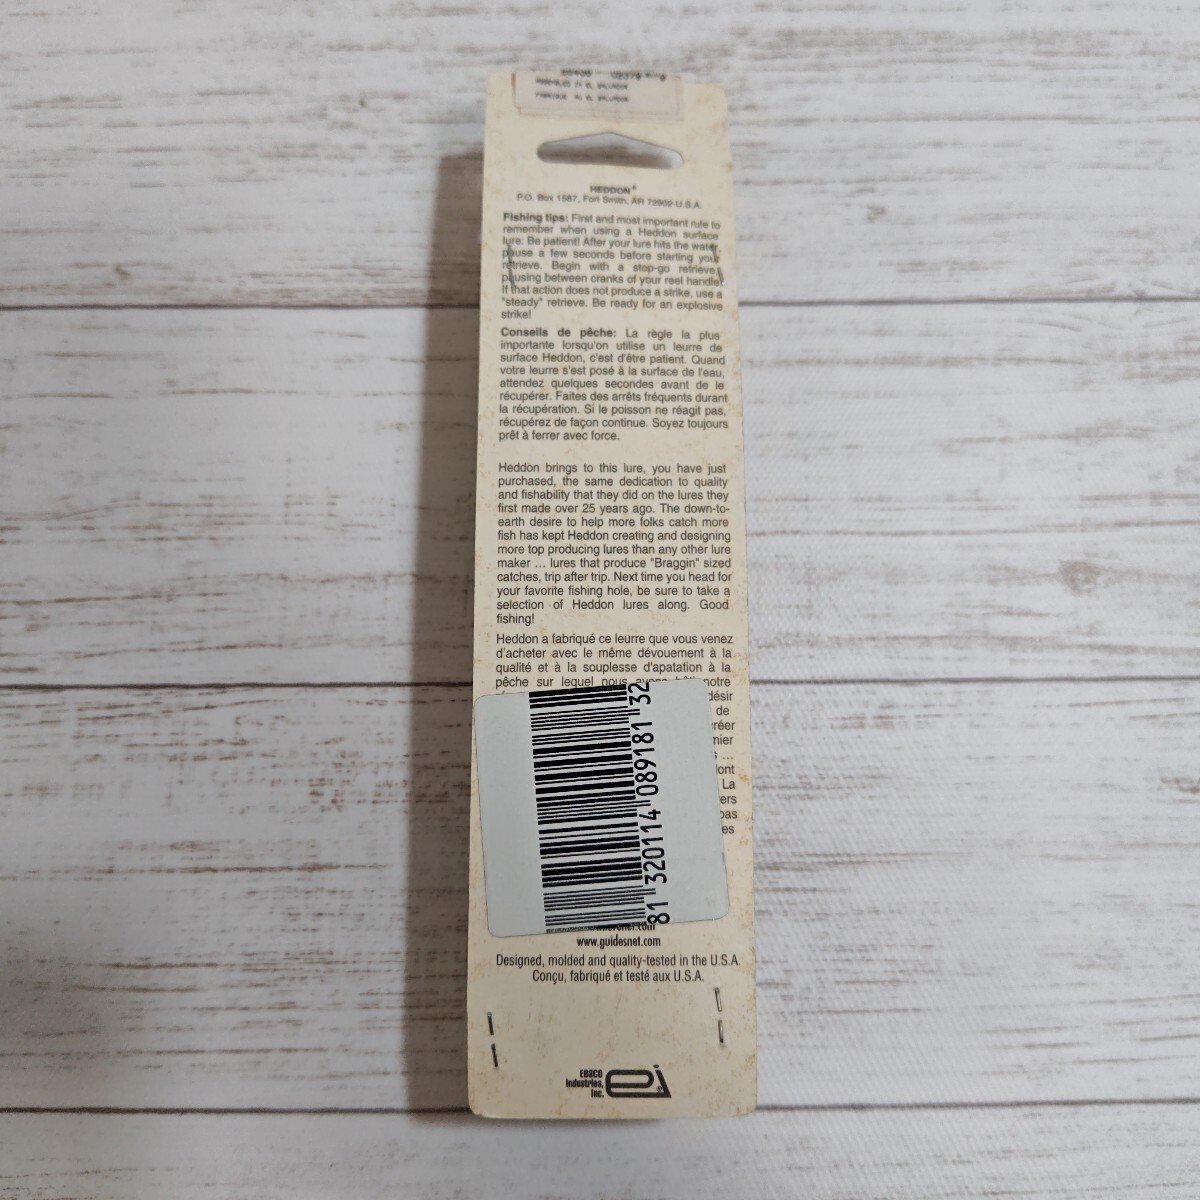 HEDDON®
P.O. Box 1587, Fort Smith, AR 72902-U.S.A.
Fishing tips: First and most important rule to
remember when using a Heddon surface
lure: Be patient! After your lure hits the water,
pause a few seconds before starting your
retrieve. Begin with a stop-go retrieve,
pausing between cranks of your reel handle.
If that action does not produce a strike, use a
"steady" retrieve. Be ready for an explosive
strike!
Conseils de pêche: La règle la plus
importante lorsqu'on utilise un leurre de
surface Heddon, c'est d'être patient. Quand
votre leurre s'est posé à la surface de l'eau,
attendez quelques secondes avant de le
récupérer. Faites des arrêts fréquents durant
la récupération. Si le poisson ne réagit pas,
récupérez de façon continue. Soyez toujours
prêt à ferrer avec force.
Heddon brings to this lure, you have just
purchased, the same dedication to quality
and fishability that they did on the lures they
first made over 25 years ago. The down-to-
earth desire to help more folks catch more
fish has kept Heddon creating and designing
more top producing lures than any other lure
maker ... lures that produce "Braggin" sized
catches, trip after trip. Next time you head for
your favorite fishing hole, be sure to take a
selection of Heddon lures along. Good
fishing!
Heddon a fabriqué ce leurre que vous venez
d'acheter avec le même dévouement à la
qualité et à la souplesse d'apatation à la
pêche sur lequel nous avons bâti notre
désir
de
créer
...
La
81 320114 089181 32
www.guidesnet.com
Designed, molded and quality-tested in the U.S.A.
Conçu, fabriqué et testé aux U.S.A.
EBSCO
Industries,
Inc.
ei